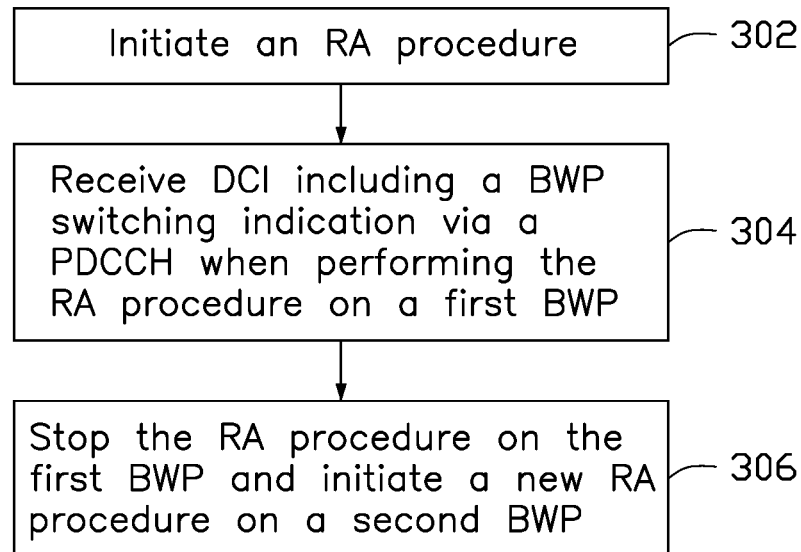 Initiate an RA procedure
302
Receive DCI including a BWP
switching indication via a
PDCCH when performing the
RA procedure on a first BWP
304
Stop the RA procedure on the
first BWP and initiate a new RA
procedure on a second BWP
306